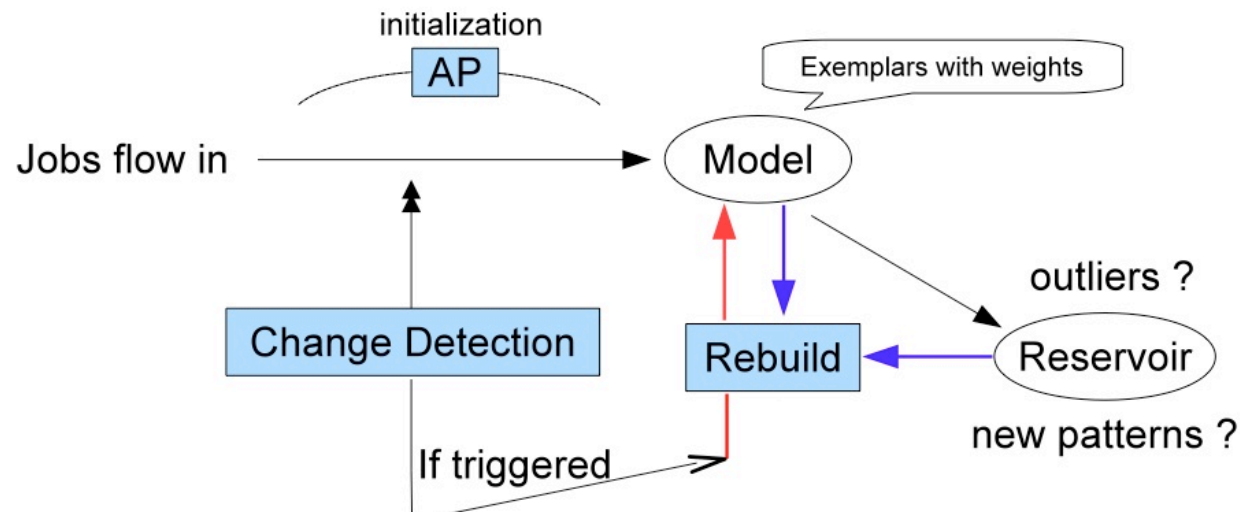 initialization
AP
Exemplars with weights
Jobs flow in
Model
outliers ?
Change Detection
Rebuild
Reservoir
new patterns ?
If triggered